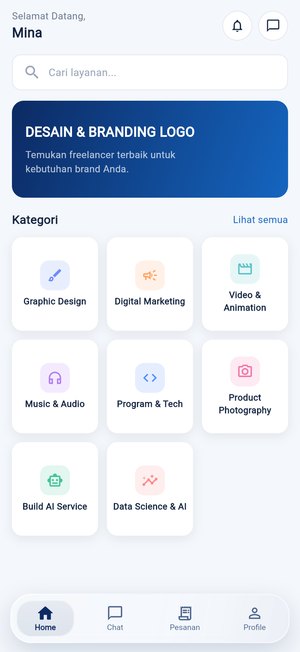 Selamat Datang,
Mina
Cari layanan...
DESAIN & BRANDING LOGO
Temukan freelancer terbaik untuk
kebutuhan brand Anda.
Kategori
Lihat semua
Graphic Design
Digital Marketing
Video &
Animation
Music & Audio
Program & Tech
Product
Photography
Build AI Service
Data Science & AI
Home
Chat
Pesanan
Profile